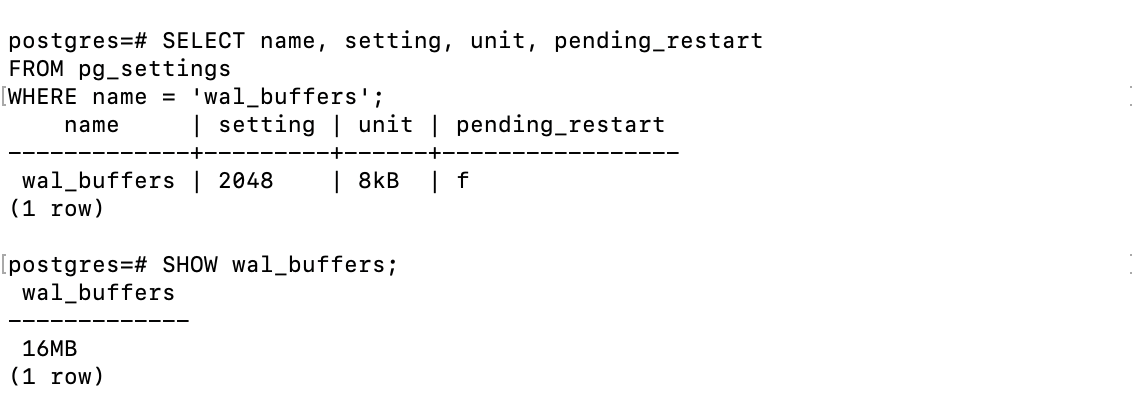 postgres=# SELECT name, setting, unit, pending_restart
FROM pg_settings
[WHERE name = 'wal_buffers';
    name     | setting | unit | pending_restart
-------------+---------+------+-----------------
 wal_buffers | 2048    | 8kB  | f
(1 row)

[postgres=# SHOW wal_buffers;
 wal_buffers
-------------
 16MB
(1 row)